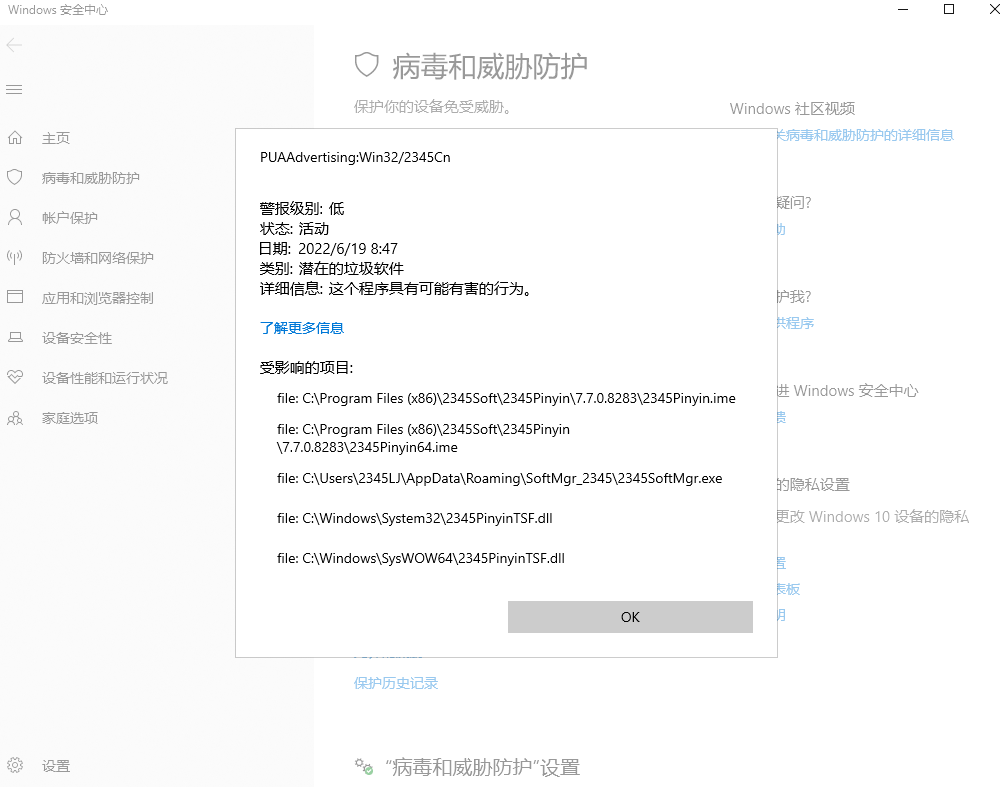 Windows 安全中心
主页
病毒和威胁防护
帐户保护
防火墙和网络保护
应用和浏览器控制
设备安全性
设备性能和运行状况
家庭选项
设置
病毒和威胁防护
保护你的设备免受威胁。
PUAAdvertising:Win32/2345Cn
警报级别: 低
状态: 活动
日期: 2022/6/19 8:47
类别: 潜在的垃圾软件
详细信息: 这个程序具有可能有害的行为。
了解更多信息
受影响的项目:
file: C:\Program Files (x86)\2345Soft\2345Pinyin\7.7.0.8283\2345Pinyin.ime
file: C:\Program Files (x86)\2345Soft\2345Pinyin
\7.7.0.8283\2345Pinyin64.ime
file: C:\Users\2345LJ\AppData\Roaming\SoftMgr_2345\2345SoftMgr.exe
file: C:\Windows\System32\2345PinyinTSF.dll
file: C:\Windows\SysWOW64\2345PinyinTSF.dll
OK
保护历史记录
“病毒和威胁防护”设置
Windows 社区视频
病毒和威胁防护的详细信息
疑问?
助
护我?
供程序
进 Windows 安全中心
馈
的隐私设置
更改 Windows 10 设备的隐私
置
表板
明